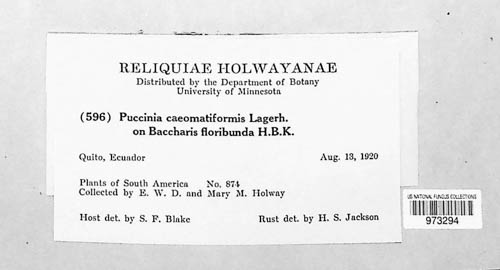 RELIQUIAE HOLWAYANAE
Distributed by the Department of Botany
University of Minnesota
(596) Puccinia caeomatiformis Lagerh.
on Baccharis floribunda H.B.K.
Quito, Ecuador Aug. 13, 1920
Plants of South America No. 874
Collected by E. W. D. and Mary M. Holway
Host det. by S. F. Blake Rust det. by H. S. Jackson
US NATIONAL FUNGUS COLLECTIONS
973294